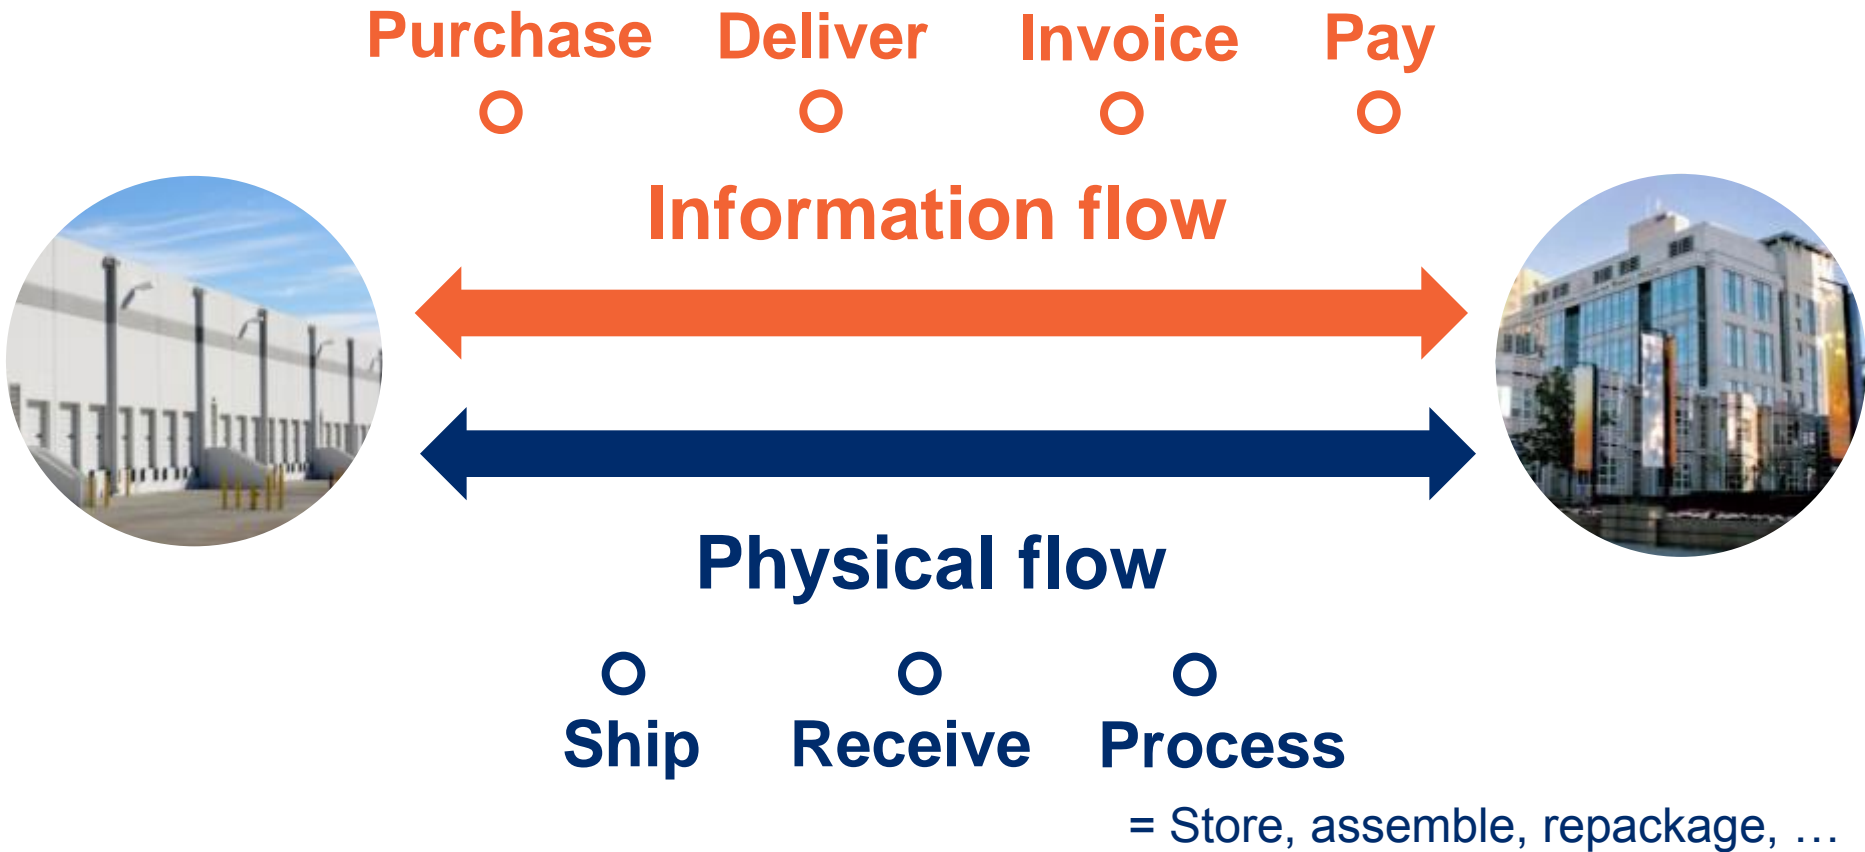 Purchase Deliver Invoice Pay
Information flow
Physical flow
Ship Receive Process
= Store, assemble, repackage, …